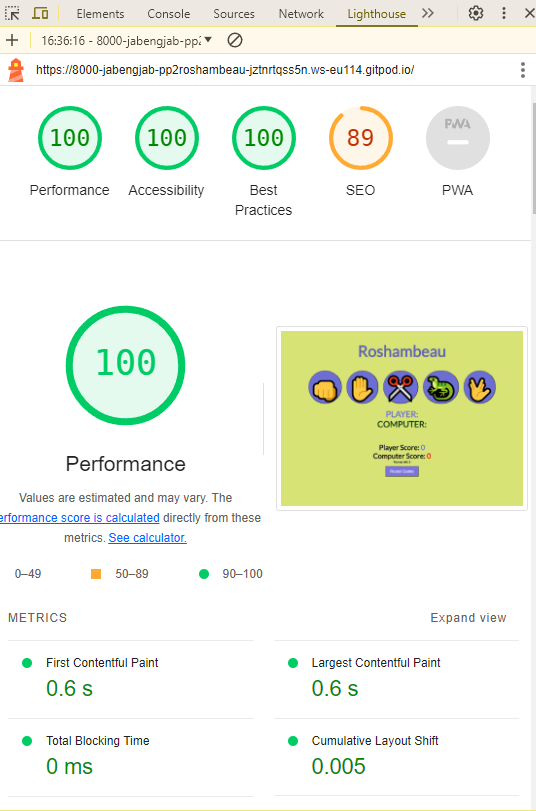 Elements Console Sources Network Lighthouse
16:36:16 - 8000-jabengjab-pp2
https://8000-jabengjab-pp2roshambeau-jztnrtqss5n.ws-eu114.gitpod.io/
100 100 100 89 PWA
Performance Accessibility Best Practices SEO PWA
100
Performance
Values are estimated and may vary. The
erformance score is calculated directly from these
metrics. See calculator.
0–49 50–89 90–100
Roshambeau
PLAYER:
COMPUTER:
Player Score: 0
Computer Score: 0
METRICS Expand view
First Contentful Paint Largest Contentful Paint
0.6 s 0.6 s
Total Blocking Time Cumulative Layout Shift
0 ms 0.005